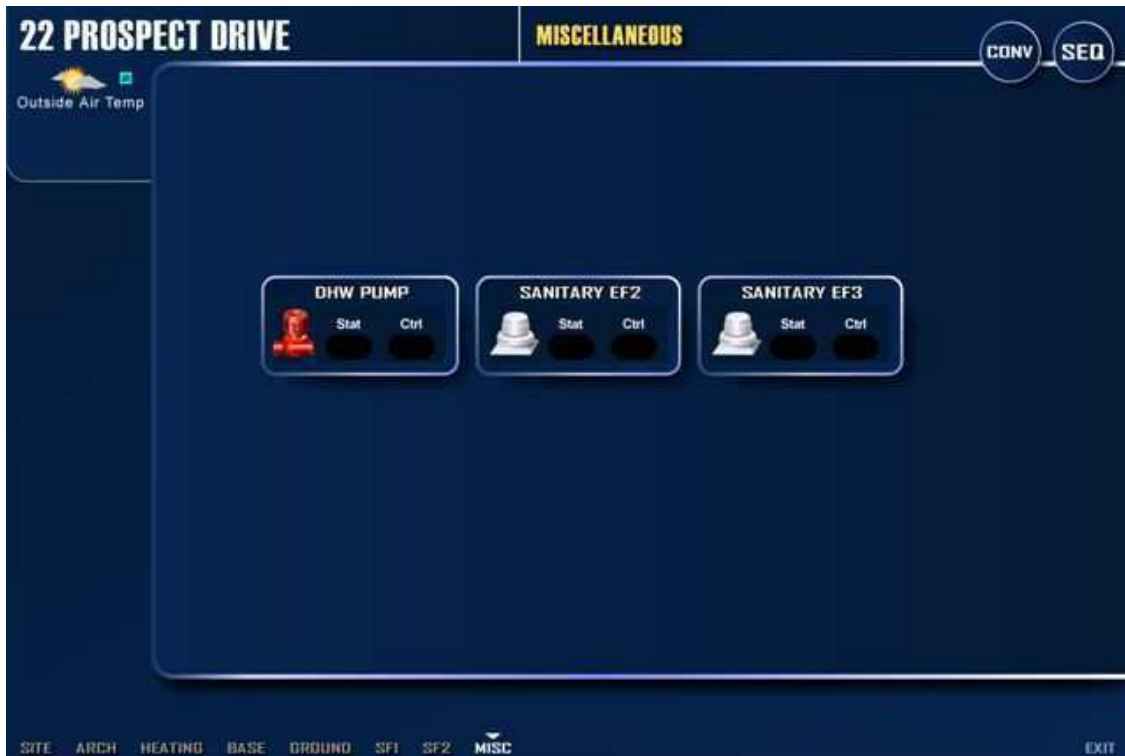 22 PROSPECT DRIVE
MISCELLANEOUS
CONV
SEQ
Outside Air Temp
DHW PUMP
Stat Ctrl
SANITARY EF2
Stat Ctrl
SANITARY EF3
Stat Ctrl
SITE ARCH HEATING BASE GROUND SF1 SF2 MISC EXIT